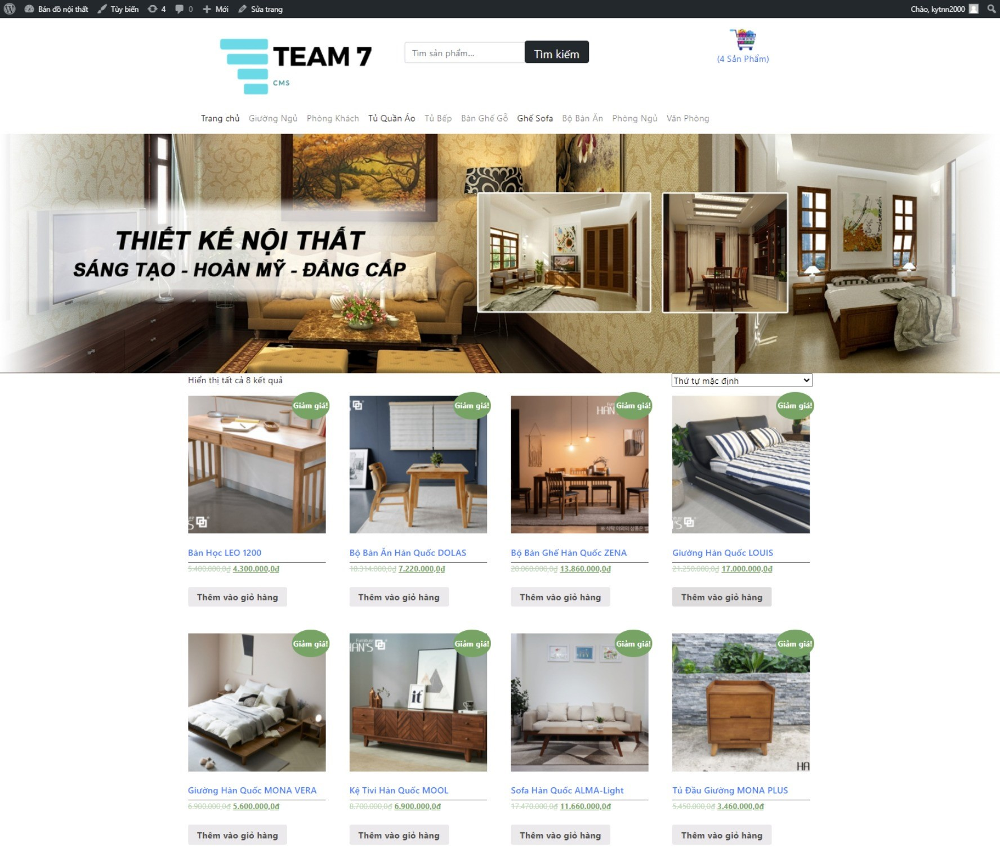 Bán đồ nội thất Tùy biến 4 0 Mới Sửa trang Chào, kytnn2000
TEAM 7
CMS
Tìm sản phẩm... Tìm kiếm
(4 Sản Phẩm)
Trang chủ Giường Ngủ Phòng Khách Tủ Quần Áo Tủ Bếp Bàn Ghế Gỗ Ghế Sofa Bộ Bàn Ăn Phòng Ngủ Văn Phòng
THIẾT KẾ NỘI THẤT
SÁNG TẠO - HOÀN MỸ - ĐẲNG CẤP
SONY
Hiển thị tất cả 8 kết quả Thứ tự mặc định
Giảm giá! Giảm giá! Giảm giá! Giảm giá!
Bàn Học LEO 1200 Bộ Bàn Ăn Hàn Quốc DOLAS Bộ Bàn Ghế Hàn Quốc ZENA Giường Hàn Quốc LOUIS
5.400.000,0₫ 4.300.000,0₫ 10.314.000,0₫ 7.220.000,0₫ 20.060.000,0₫ 13.860.000,0₫ 21.250.000,0₫ 17.000.000,0₫
Thêm vào giỏ hàng Thêm vào giỏ hàng Thêm vào giỏ hàng Thêm vào giỏ hàng
Giảm giá! Giảm giá! Giảm giá! Giảm giá!
Furniture
HAN'S
it
HA
Giường Hàn Quốc MONA VERA Kệ Tivi Hàn Quốc MOOL Sofa Hàn Quốc ALMA-Light Tủ Đầu Giường MONA PLUS
6.900.000,0₫ 5.600.000,0₫ 8.700.000,0₫ 6.900.000,0₫ 17.470.000,0₫ 11.660.000,0₫ 5.450.000,0₫ 3.460.000,0₫
Thêm vào giỏ hàng Thêm vào giỏ hàng Thêm vào giỏ hàng Thêm vào giỏ hàng